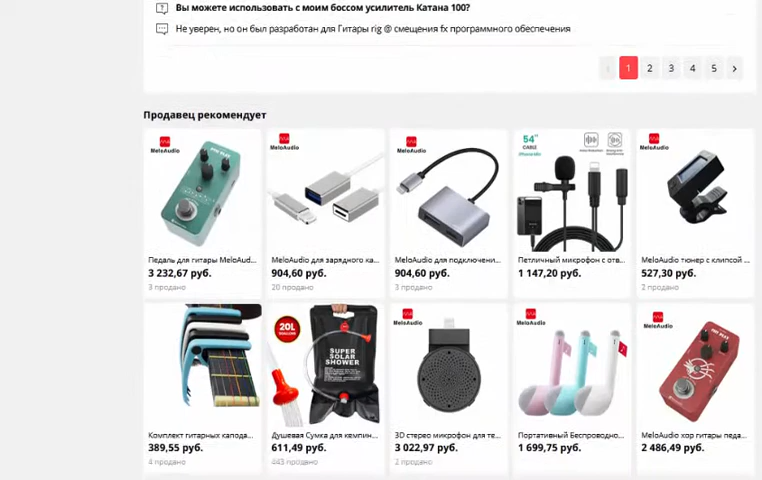 Вы можете использовать с моим боссом усилитель Катана 100?
Не уверен, но он был разработан для Гитары rig @ смещения fx программного обеспечения
1 2 3 4 5
Продавец рекомендует
MeloAudio
MeloAudio
MeloAudio
54"
CABLE
MeloAudio
Педаль для гитары MeloAud...
MeloAudio для зарядного ка...
MeloAudio для подключени...
Петличный микрофон с отв...
MeloAudio тюнер с клипсой ...
3 232,67 руб.
904,60 руб.
904,60 руб.
1 147,20 руб.
527,30 руб.
3 продано
20 продано
3 продано
2 продано
20L
SUPER
SOLAR
SHOWER
MeloAudio
MeloAudio
MeloAudio
Комплект гитарных капода...
Душевая Сумка для кемпин...
3D стерео микрофон для те...
Портативный Беспроводно...
MeloAudio хор гитары педа...
389,55 руб.
611,49 руб.
3 022,97 руб.
1 699,75 руб.
2 486,49 руб.
4 продано
443 продано
2 продано